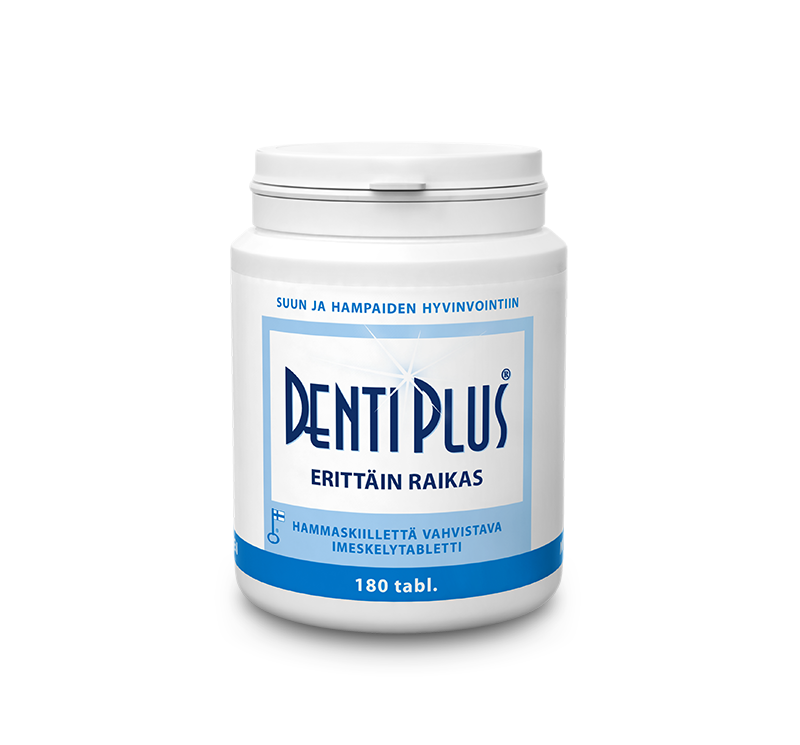 SUUN JA HAMPAIDEN HYVINVOINTIIN
DENTIPLUS®
ERITTÄIN RAIKAS
HAMMASKIILLETTÄ VAHVISTAVA
IMESKELYTABLETTI
180 tabl.